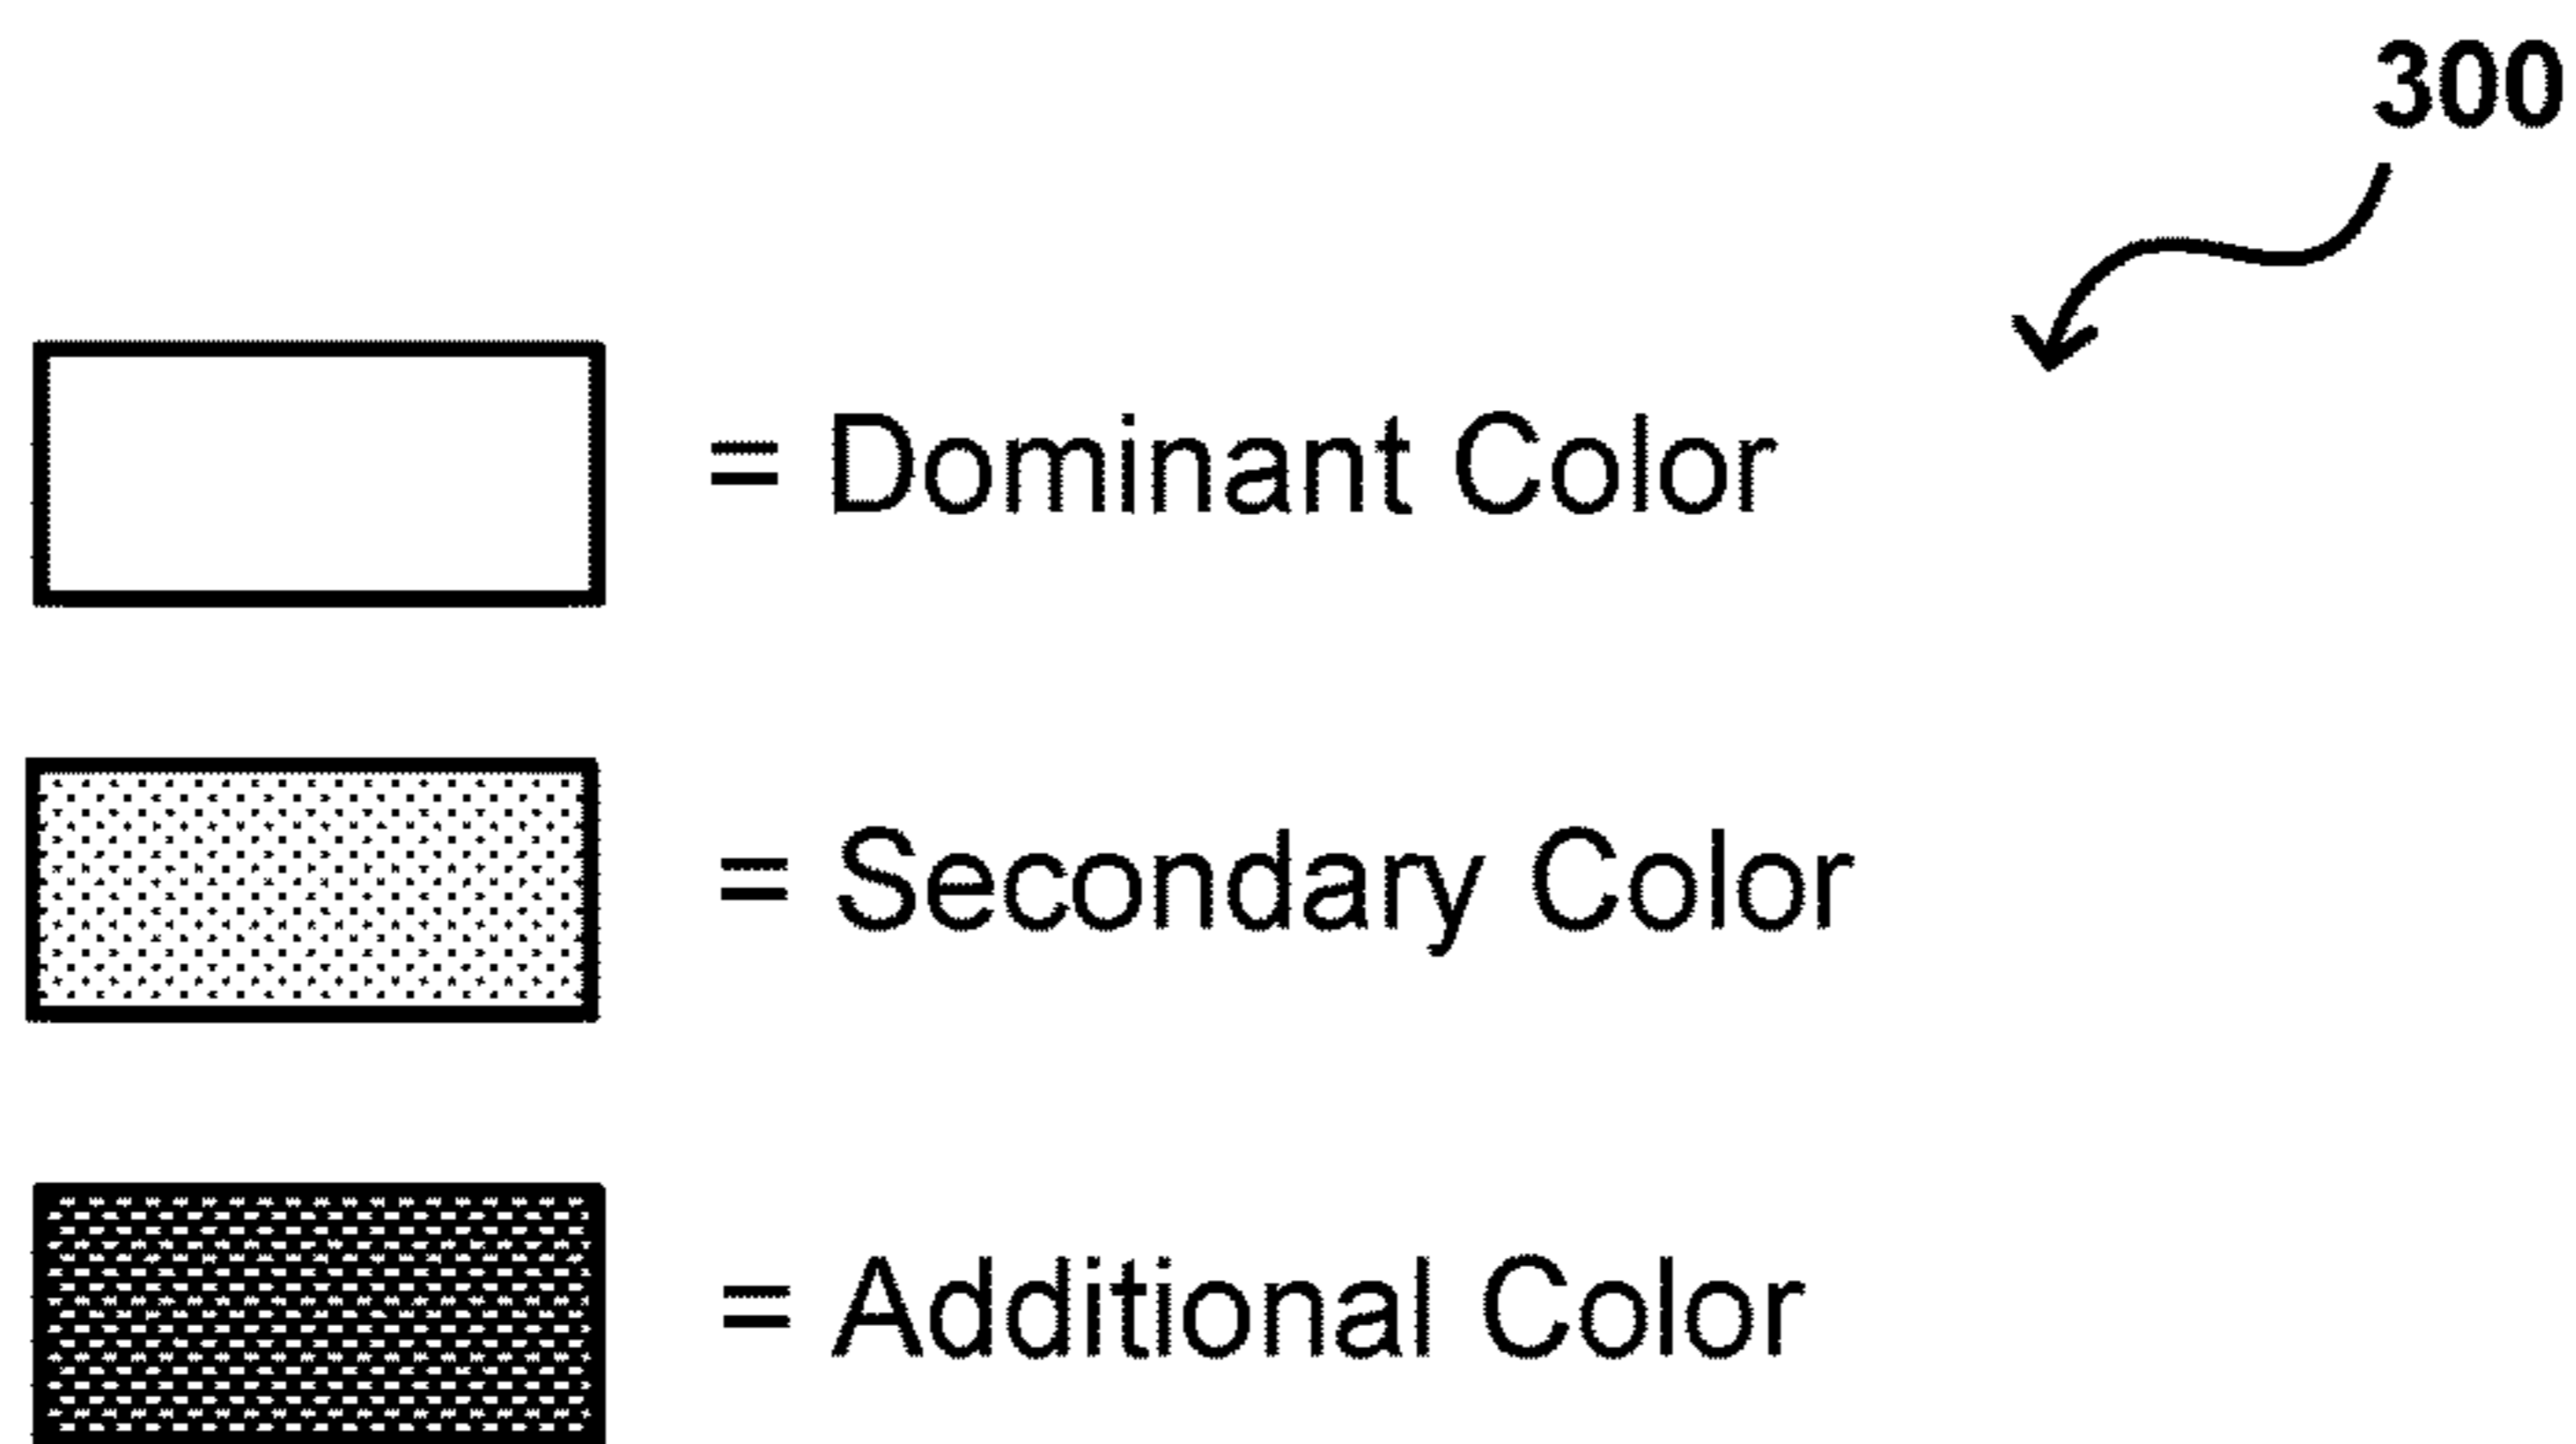 300
= Dominant Color
= Secondary Color
= Additional Color